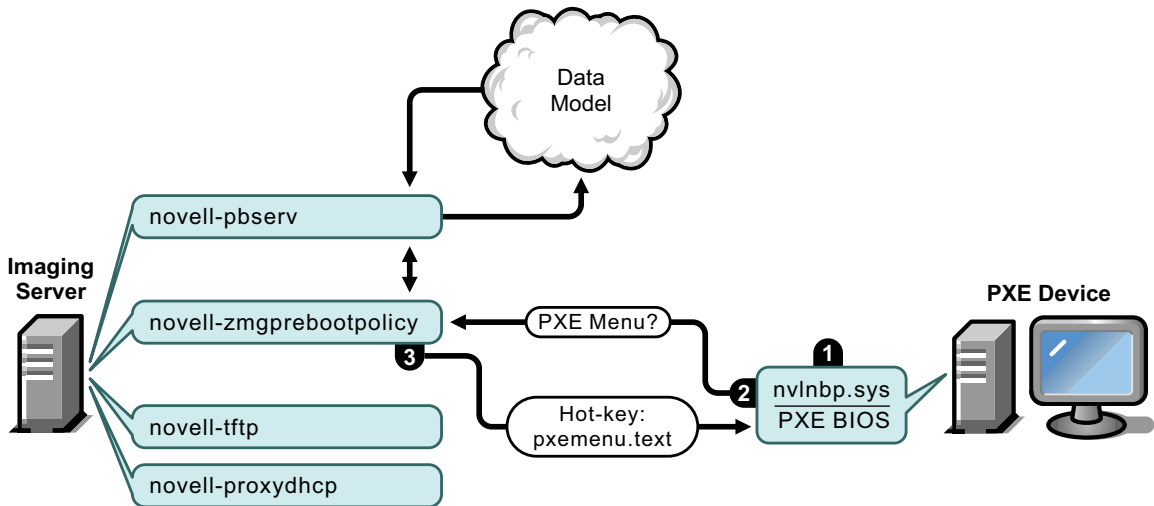 Data
Model
novell-pbserv
Imaging
Server
novell-zmgprebootpolicy
3
PXE Menu?
PXE Device
1
2
nvlnbp.sys
PXE BIOS
Hot-key:
pxemenu.text
novell-tftp
novell-proxydhcp